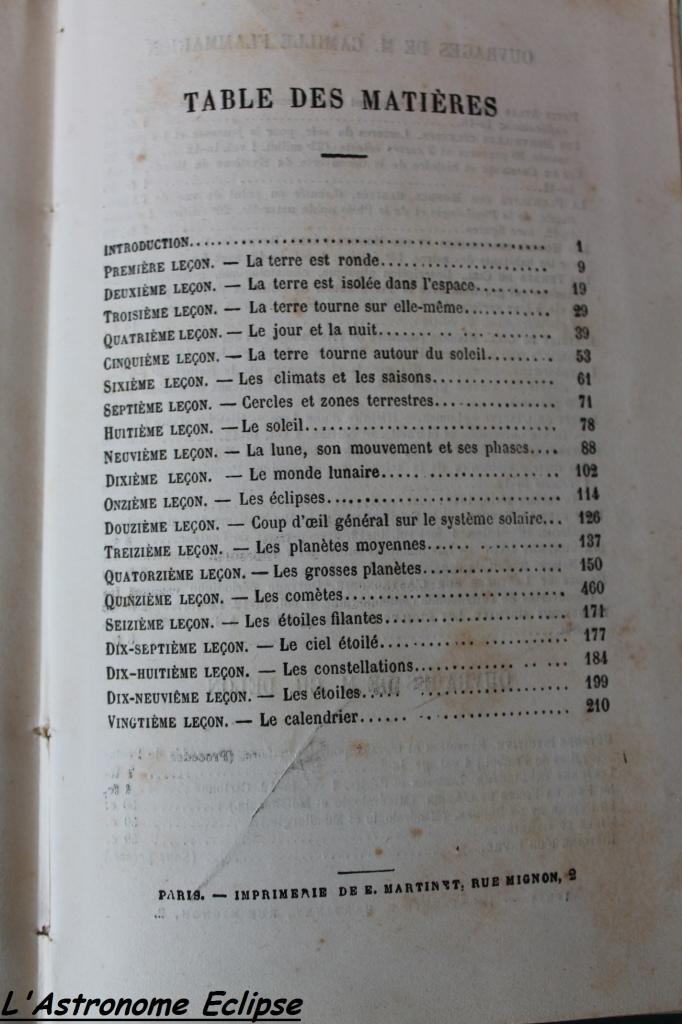 TABLE DES MATIÈRES
INTRODUCTION........................................ 1
PREMIÈRE LEÇON. — La terre est ronde..................... 9
DEUXIÈME LEÇON. — La terre est isolée dans l'espace......... 19
TROISIÈME LEÇON. — La terre tourne sur elle-même........... 29
QUATRIÈME LEÇON. — Le jour et la nuit..................... 39
CINQUIÈME LEÇON. — La terre tourne autour du soleil........ 53
SIXIÈME LEÇON. — Les climats et les saisons............... 61
SEPTIÈME LEÇON. — Cercles et zones terrestres............. 71
HUITIÈME LEÇON. — Le soleil............................ 78
NEUVIÈME LEÇON. — La lune, son mouvement et ses phases.... 88
DIXIÈME LEÇON. — Le monde lunaire..................... 102
ONZIÈME LEÇON. — Les éclipses.......................... 114
DOUZIÈME LEÇON. — Coup d'œil général sur le système solaire... 126
TREIZIÈME LEÇON. — Les planètes moyennes................ 137
QUATORZIÈME LEÇON. — Les grosses planètes................. 150
QUINZIÈME LEÇON. — Les comètes........................ 460
SEIZIÈME LEÇON. — Les étoiles filantes..................... 171
DIX-SEPTIÈME LEÇON. — Le ciel étoilé...................... 177
DIX-HUITIÈME LEÇON. — Les constellations................. 184
DIX-NEUVIÈME LEÇON. — Les étoiles....................... 199
VINGTIÈME LEÇON. — Le calendrier....................... 210
PARIS. — IMPRIMERIE DE E. MARTINET, RUE MIGNON, 2
L'Astronome Eclipse